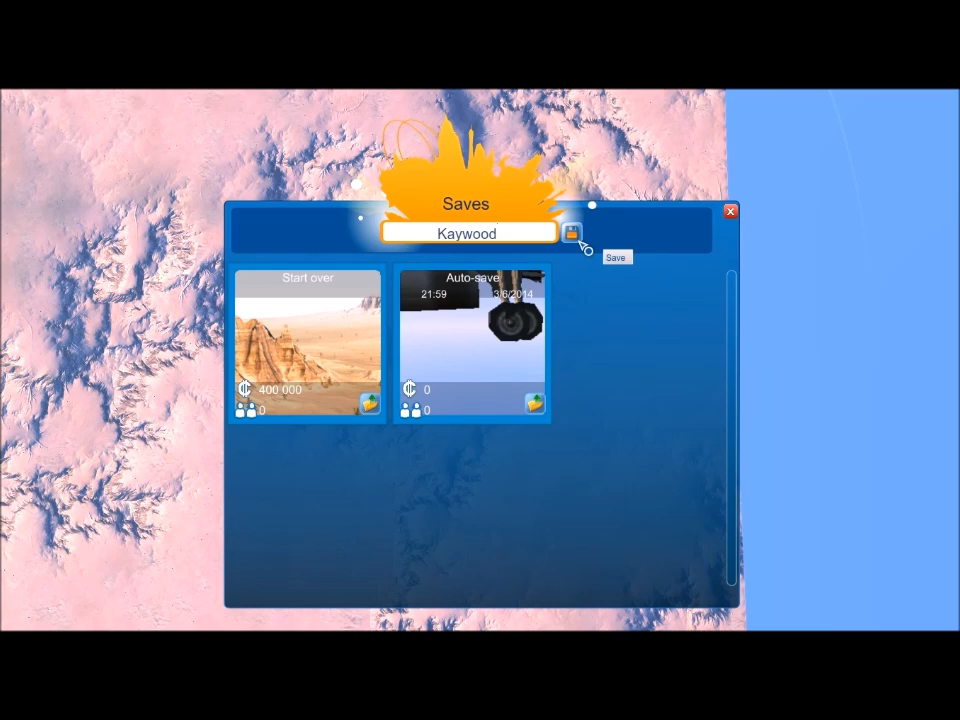 Saves
Kaywood
Save
Start over
400 000
0
Auto-save
21:59 3/6/2014
0
0